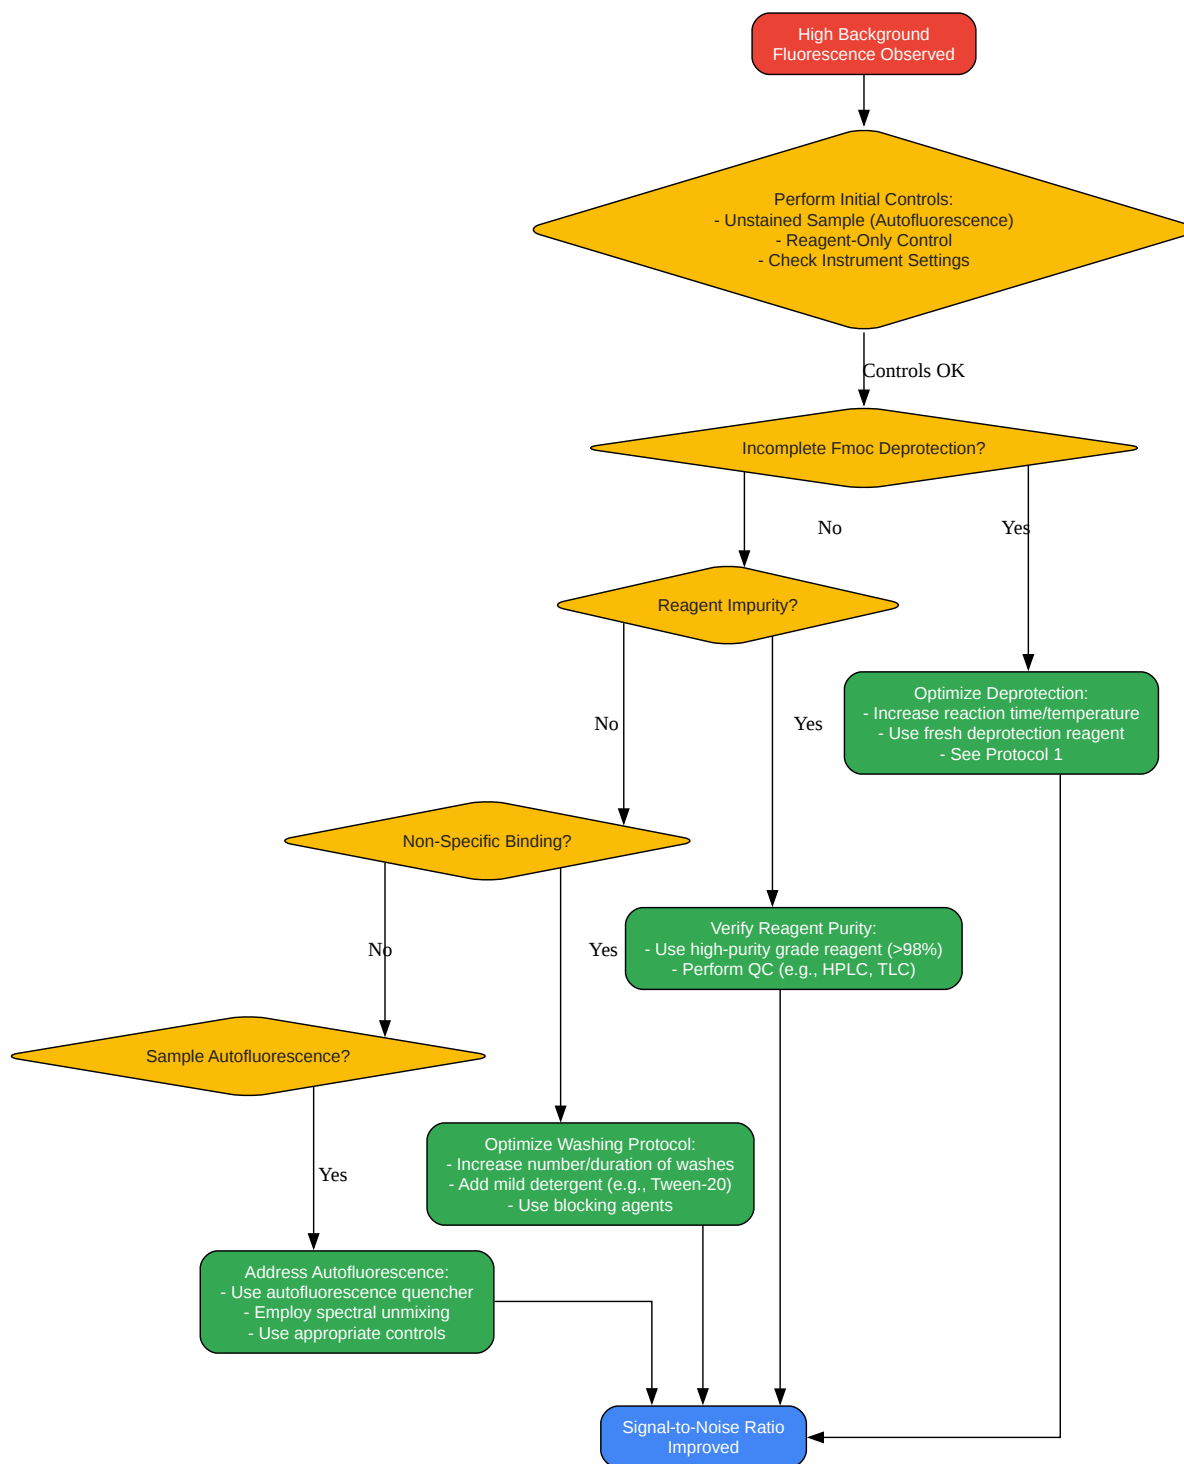 High Background
Fluorescence Observed
Perform Initial Controls:
- Unstained Sample (Autofluorescence)
- Reagent-Only Control
- Check Instrument Settings
Controls OK
Incomplete Fmoc Deprotection?
No
Yes
Reagent Impurity?
Optimize Deprotection:
- Increase reaction time/temperature
- Use fresh deprotection reagent
- See Protocol 1
No
Yes
Non-Specific Binding?
Verify Reagent Purity:
- Use high-purity grade reagent (>98%)
- Perform QC (e.g., HPLC, TLC)
No
Yes
Sample Autofluorescence?
Optimize Washing Protocol:
- Increase number/duration of washes
- Add mild detergent (e.g., Tween-20)
- Use blocking agents
Yes
Address Autofluorescence:
- Use autofluorescence quencher
- Employ spectral unmixing
- Use appropriate controls
Signal-to-Noise Ratio
Improved